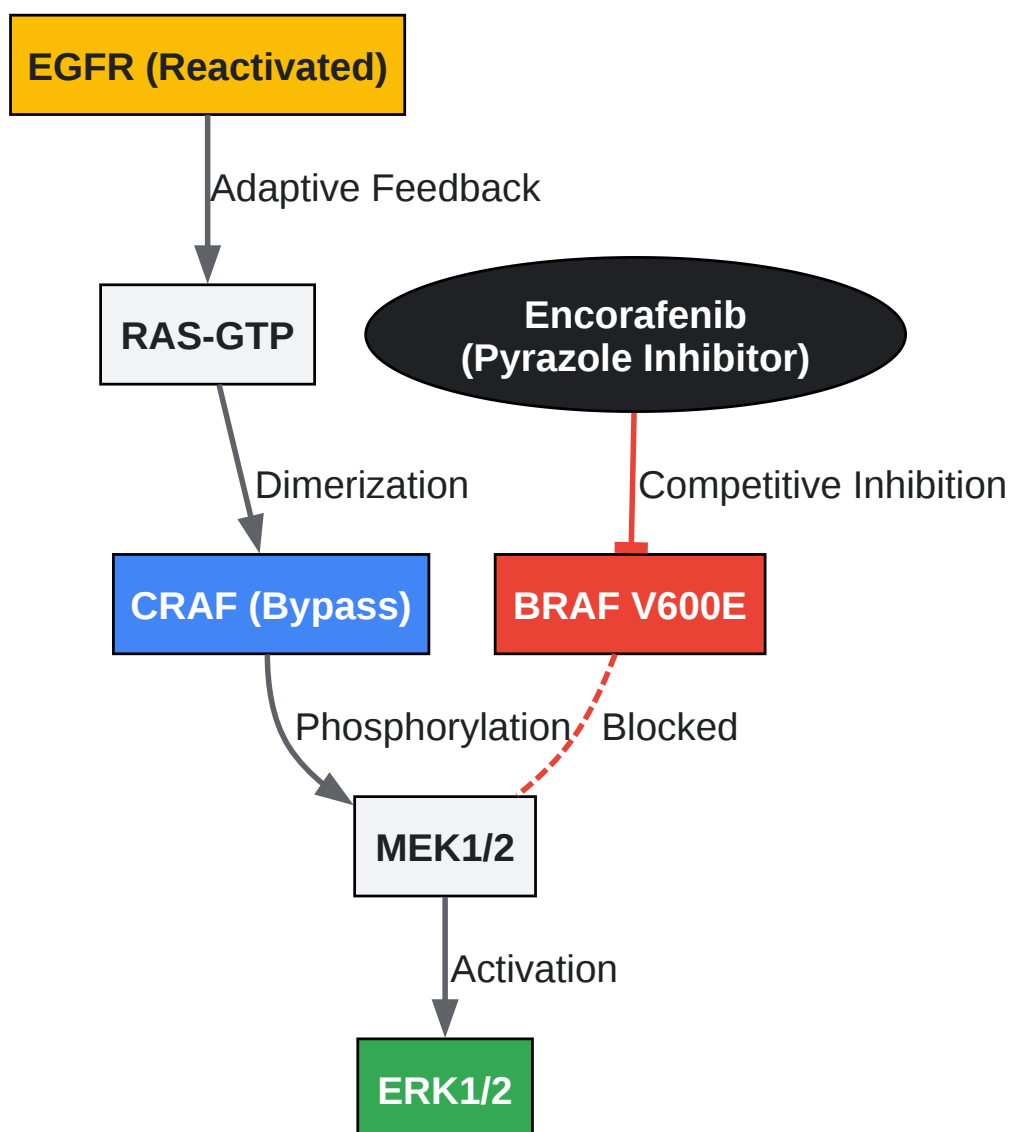 EGFR (Reactivated)
Adaptive Feedback
RAS-GTP
Encorafenib
(Pyrazole Inhibitor)
Dimerization
Competitive Inhibition
CRAF (Bypass)
BRAF V600E
Phosphorylation
Blocked
MEK1/2
Activation
ERK1/2